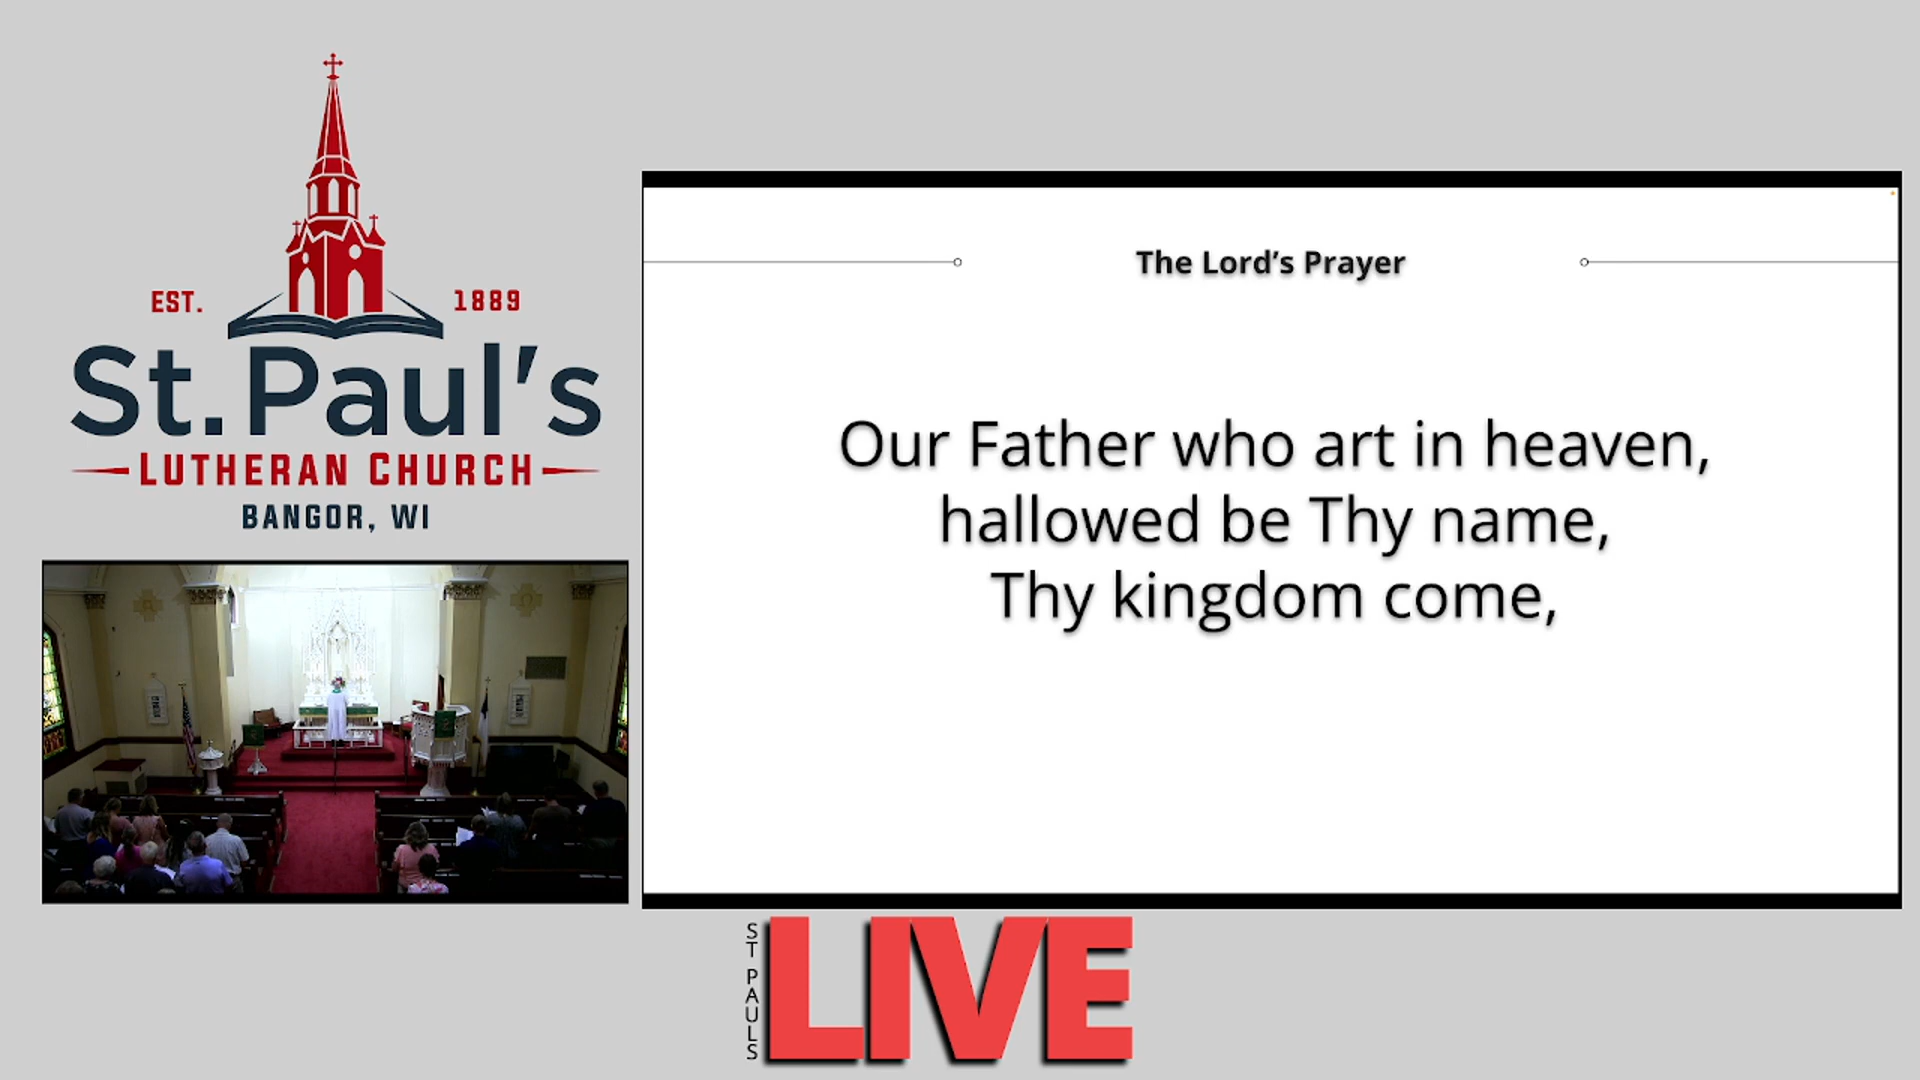 EST. 1889
St. Paul's
LUTHERAN CHURCH
BANGOR, WI
The Lord’s Prayer
Our Father who art in heaven,
hallowed be Thy name,
Thy kingdom come,
ST PAULS
LIVE